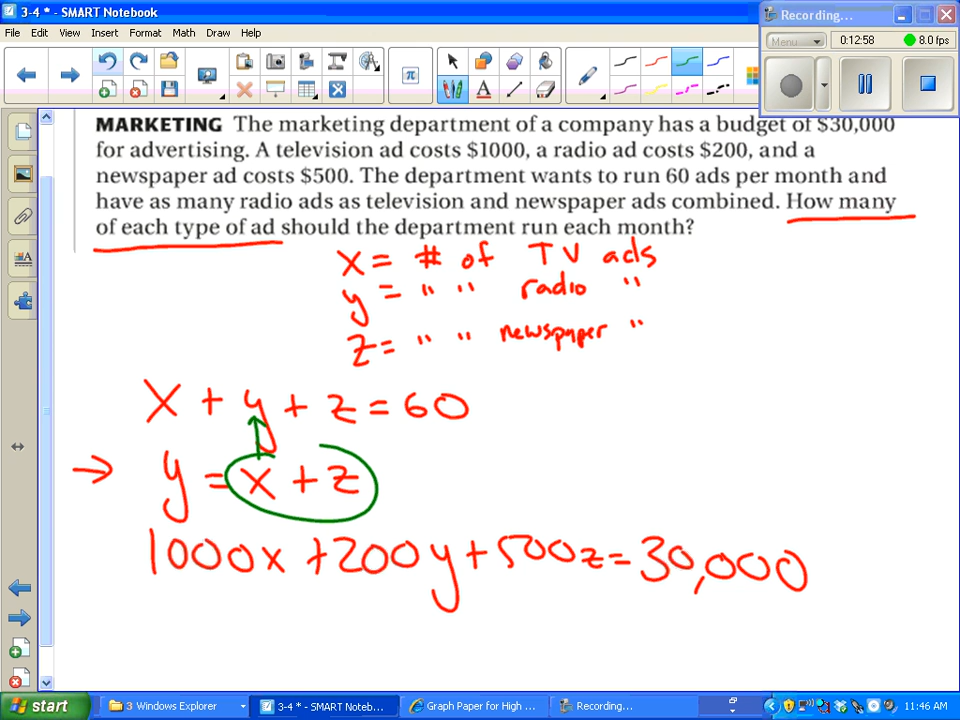 3-4 * - SMART Notebook
Recording...
File Edit View Insert Format Math Draw Help
Menu 0:12:58 8.0 fps
MARKETING The marketing department of a company has a budget of $30,000
for advertising. A television ad costs $1000, a radio ad costs $200, and a
newspaper ad costs $500. The department wants to run 60 ads per month and
have as many radio ads as television and newspaper ads combined. How many
of each type of ad should the department run each month?
x = # of TV ads
y = " " radio "
z = " " newspaper "
x + y + z = 60
→ y = x + z
1000x + 200y + 500z = 30,000
start 3 Windows Explorer 3-4 * - SMART Notebo... Graph Paper for High ... Recording... 11:46 AM